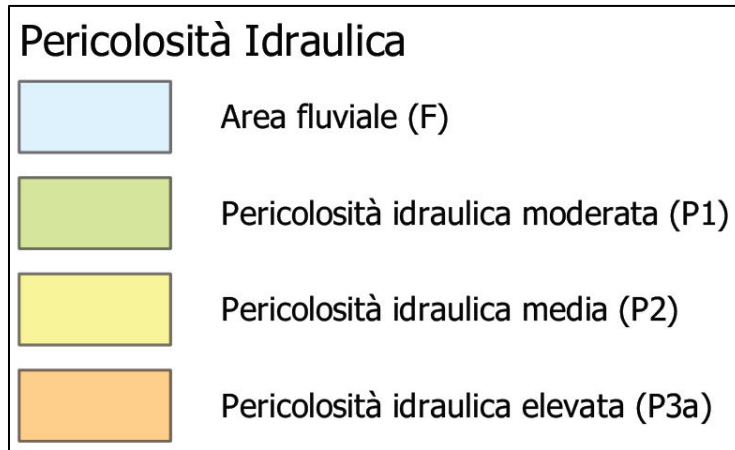 Pericolosità Idraulica
Area fluviale (F)
Pericolosità idraulica moderata (P1)
Pericolosità idraulica media (P2)
Pericolosità idraulica elevata (P3a)